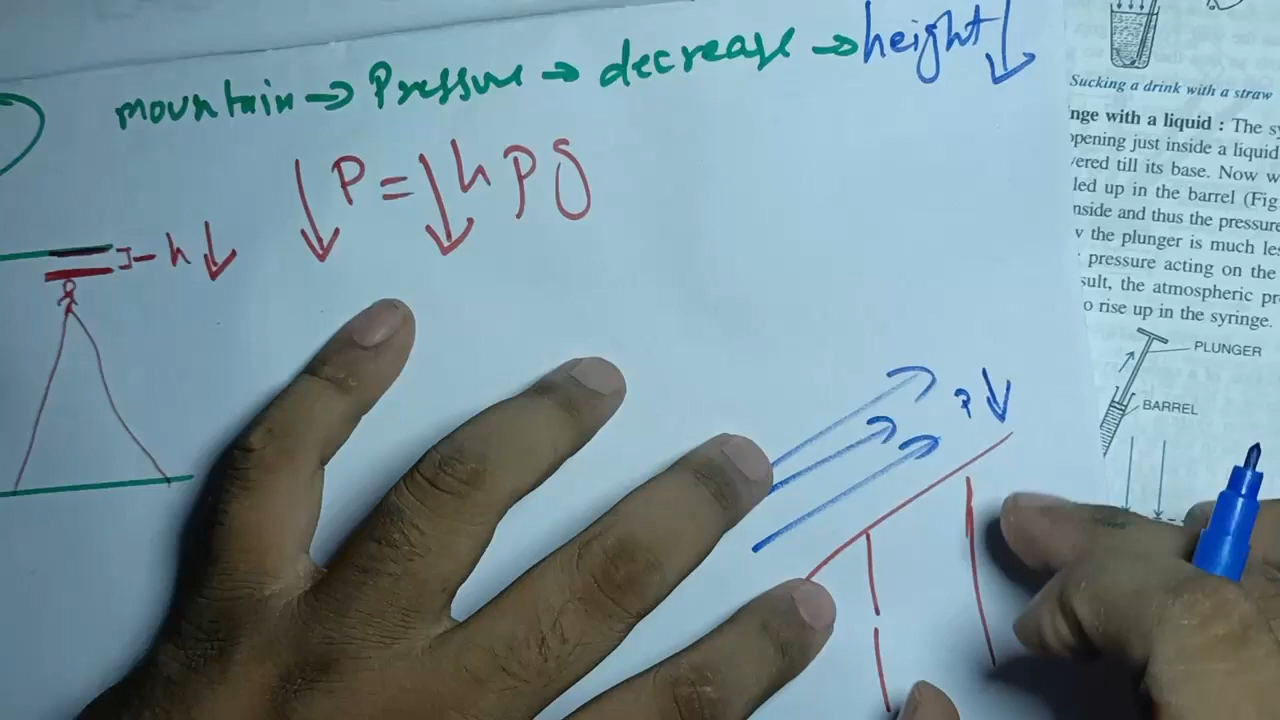 mountain → Pressure → decrease → height ↓
↓ P = ↓ h ρ g
h ↓
P ↓
Sucking a drink with a straw
nge with a liquid : The sy
opening just inside a liquid
ered till its base. Now w
led up in the barrel (Fig
nside and thus the pressure
v the plunger is much les
pressure acting on the
sult, the atmospheric pr
o rise up in the syringe.
PLUNGER
BARREL